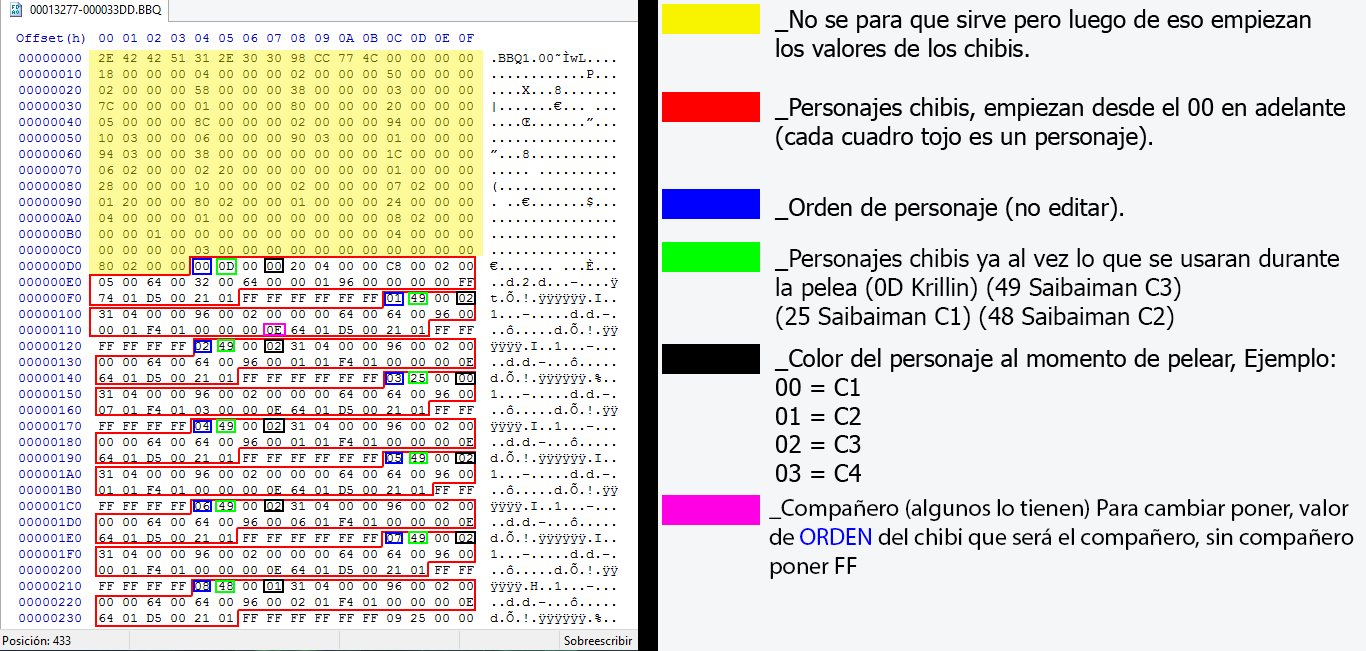 00013277-000033DD.BBQ
Offset(h) 00 01 02 03 04 05 06 07 08 09 0A 0B 0C 0D 0E 0F
00000000 2E 42 42 51 31 2E 30 30 98 CC 77 4C 00 00 00 00 .BBQ1.00˜ÌwL....
00000010 18 00 00 00 04 00 00 00 02 00 00 00 50 00 00 00 ............P...
00000020 02 00 00 00 58 00 00 00 38 00 00 00 03 00 00 00 ....X...8.......
00000030 7C 00 00 00 01 00 00 00 80 00 00 00 20 00 00 00 |.......€... ...
00000040 05 00 00 00 8C 00 00 00 02 00 00 00 94 00 00 00 ....Œ.......”...
00000050 10 03 00 00 06 00 00 00 90 03 00 00 01 00 00 00 ................
00000060 94 03 00 00 38 00 00 00 00 00 00 00 1C 00 00 00 ”...8...........
00000070 06 02 00 00 02 20 00 00 00 00 00 00 01 00 00 00 ..... ..........
00000080 28 00 00 00 10 00 00 00 02 00 00 00 07 02 00 00 (...............
00000090 01 20 00 00 80 02 00 00 01 00 00 00 24 00 00 00 . ..€.......$...
000000A0 04 00 00 00 01 00 00 00 00 00 00 00 08 02 00 00 ................
000000B0 00 00 01 00 00 00 00 00 00 00 00 00 04 00 00 00 ................
000000C0 00 00 00 00 03 00 00 00 00 00 00 00 00 00 00 00 ................
000000D0 80 02 00 00 00 0D 00 00 20 04 00 00 C8 00 02 00 €....... ...È...
000000E0 05 00 64 00 32 00 64 00 00 01 96 00 00 00 00 FF ..d.2.d...–....ÿ
000000F0 74 01 D5 00 21 01 FF FF FF FF FF FF 01 49 00 02 t.Õ.!.ÿÿÿÿÿÿ.I..
00000100 31 04 00 00 96 00 02 00 00 00 64 00 64 00 96 00 1...–.....d.d.–.
00000110 01 00 F4 01 00 00 00 0E 64 01 D5 00 21 01 FF FF ..ô.....d.Õ.!.ÿÿ
00000120 FF FF FF FF 02 49 00 02 31 04 00 00 96 00 02 00 ÿÿÿÿ.I..1...–...
00000130 00 00 64 00 64 00 96 00 01 01 F4 01 00 00 00 0E ..d.d.–...ô.....
00000140 64 01 D5 00 21 01 FF FF FF FF FF FF 03 25 00 00 d.Õ.!.ÿÿÿÿÿÿ.%..
00000150 31 04 00 00 96 00 02 00 00 00 64 00 64 00 96 00 1...–.....d.d.–.
00000160 07 01 F4 01 03 00 00 0E 64 01 D5 00 21 01 FF FF ..ô.....d.Õ.!.ÿÿ
00000170 FF FF FF FF 04 49 00 02 31 04 00 00 96 00 02 00 ÿÿÿÿ.I..1...–...
00000180 00 00 64 00 64 00 96 00 01 01 F4 01 00 00 00 0E ..d.d.–...ô.....
00000190 64 01 D5 00 21 01 FF FF FF FF FF FF 05 49 00 02 d.Õ.!.ÿÿÿÿÿÿ.I..
000001A0 31 04 00 00 96 00 02 00 00 00 64 00 64 00 96 00 1...–.....d.d.–.
000001B0 01 01 F4 01 00 00 00 0E 64 01 D5 00 21 01 FF FF ..ô.....d.Õ.!.ÿÿ
000001C0 FF FF FF FF 06 49 00 02 31 04 00 00 96 00 02 00 ÿÿÿÿ.I..1...–...
000001D0 00 00 64 00 64 00 96 00 06 01 F4 01 00 00 00 0E ..d.d.–...ô.....
000001E0 64 01 D5 00 21 01 FF FF FF FF FF FF 07 49 00 02 d.Õ.!.ÿÿÿÿÿÿ.I..
000001F0 31 04 00 00 96 00 02 00 00 00 64 00 64 00 96 00 1...–.....d.d.–.
00000200 00 01 F4 01 00 00 00 0E 64 01 D5 00 21 01 FF FF ..ô.....d.Õ.!.ÿÿ
00000210 FF FF FF FF 08 48 00 01 31 04 00 00 96 00 02 00 ÿÿÿÿ.H..1...–...
00000220 00 00 64 00 64 00 96 00 02 01 F4 01 00 00 00 0E ..d.d.–...ô.....
00000230 64 01 D5 00 21 01 FF FF FF FF FF FF 09 25 00 00 d.Õ.!.ÿÿÿÿÿÿ.%..
Posición: 433
Sobreescribir
_No se para que sirve pero luego de eso empiezan
los valores de los chibis.
_Personajes chibis, empiezan desde el 00 en adelante
(cada cuadro tojo es un personaje).
_Orden de personaje (no editar).
_Personajes chibis ya al vez lo que se usaran durante
la pelea (0D Krillin) (49 Saibaiman C3)
(25 Saibaiman C1) (48 Saibaiman C2)
_Color del personaje al momento de pelear, Ejemplo:
00 = C1
01 = C2
02 = C3
03 = C4
_Compañero (algunos lo tienen) Para cambiar poner, valor
de ORDEN del chibi que será el compañero, sin compañero
poner FF